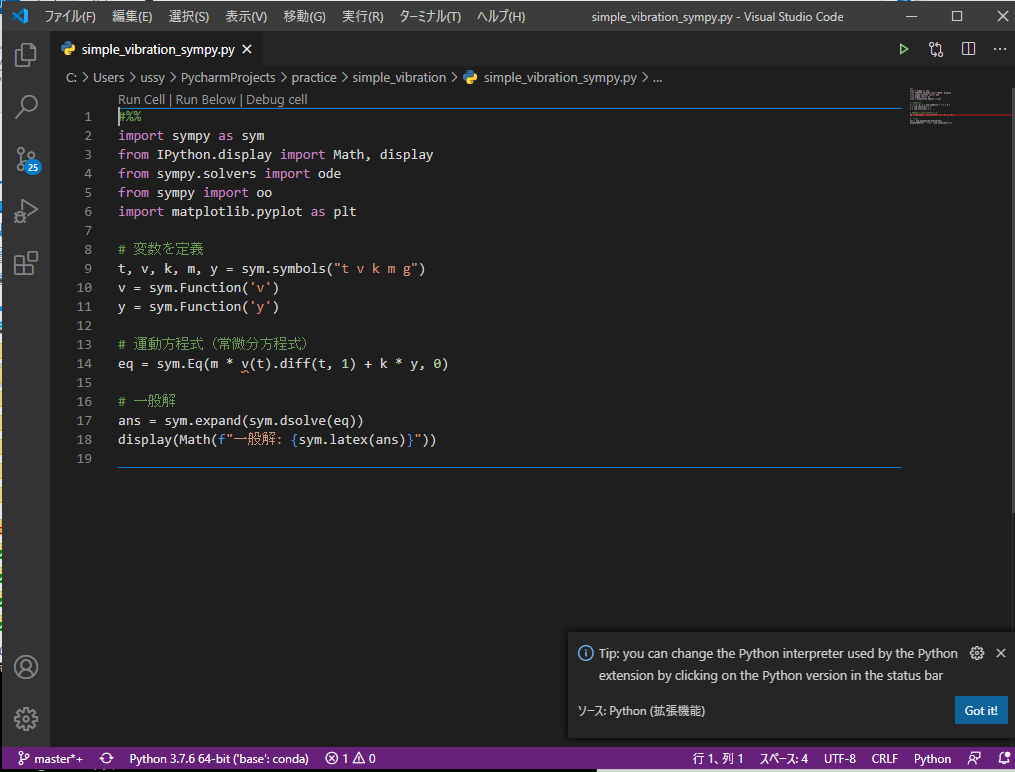 ファイル(F) 編集(E) 選択(S) 表示(V) 移動(G) 実行(R) ターミナル(T) ヘルプ(H) simple_vibration_sympy.py - Visual Studio Code
simple_vibration_sympy.py
C: > Users > ussy > PycharmProjects > practice > simple_vibration > simple_vibration_sympy.py > ...
Run Cell | Run Below | Debug cell
1 #%%
2 import sympy as sym
3 from IPython.display import Math, display
4 from sympy.solvers import ode
5 from sympy import oo
6 import matplotlib.pyplot as plt
7
8 # 変数を定義
9 t, v, k, m, y = sym.symbols("t v k m g")
10 v = sym.Function('v')
11 y = sym.Function('y')
12
13 # 運動方程式（常微分方程式）
14 eq = sym.Eq(m * v(t).diff(t, 1) + k * y, 0)
15
16 # 一般解
17 ans = sym.expand(sym.dsolve(eq))
18 display(Math(f"一般解: {sym.latex(ans)}"))
19
25
Tip: you can change the Python interpreter used by the Python
extension by clicking on the Python version in the status bar
ソース: Python (拡張機能)
Got it!
master*+ Python 3.7.6 64-bit ('base': conda) 1 0 行 1、列 1 スペース: 4 UTF-8 CRLF Python